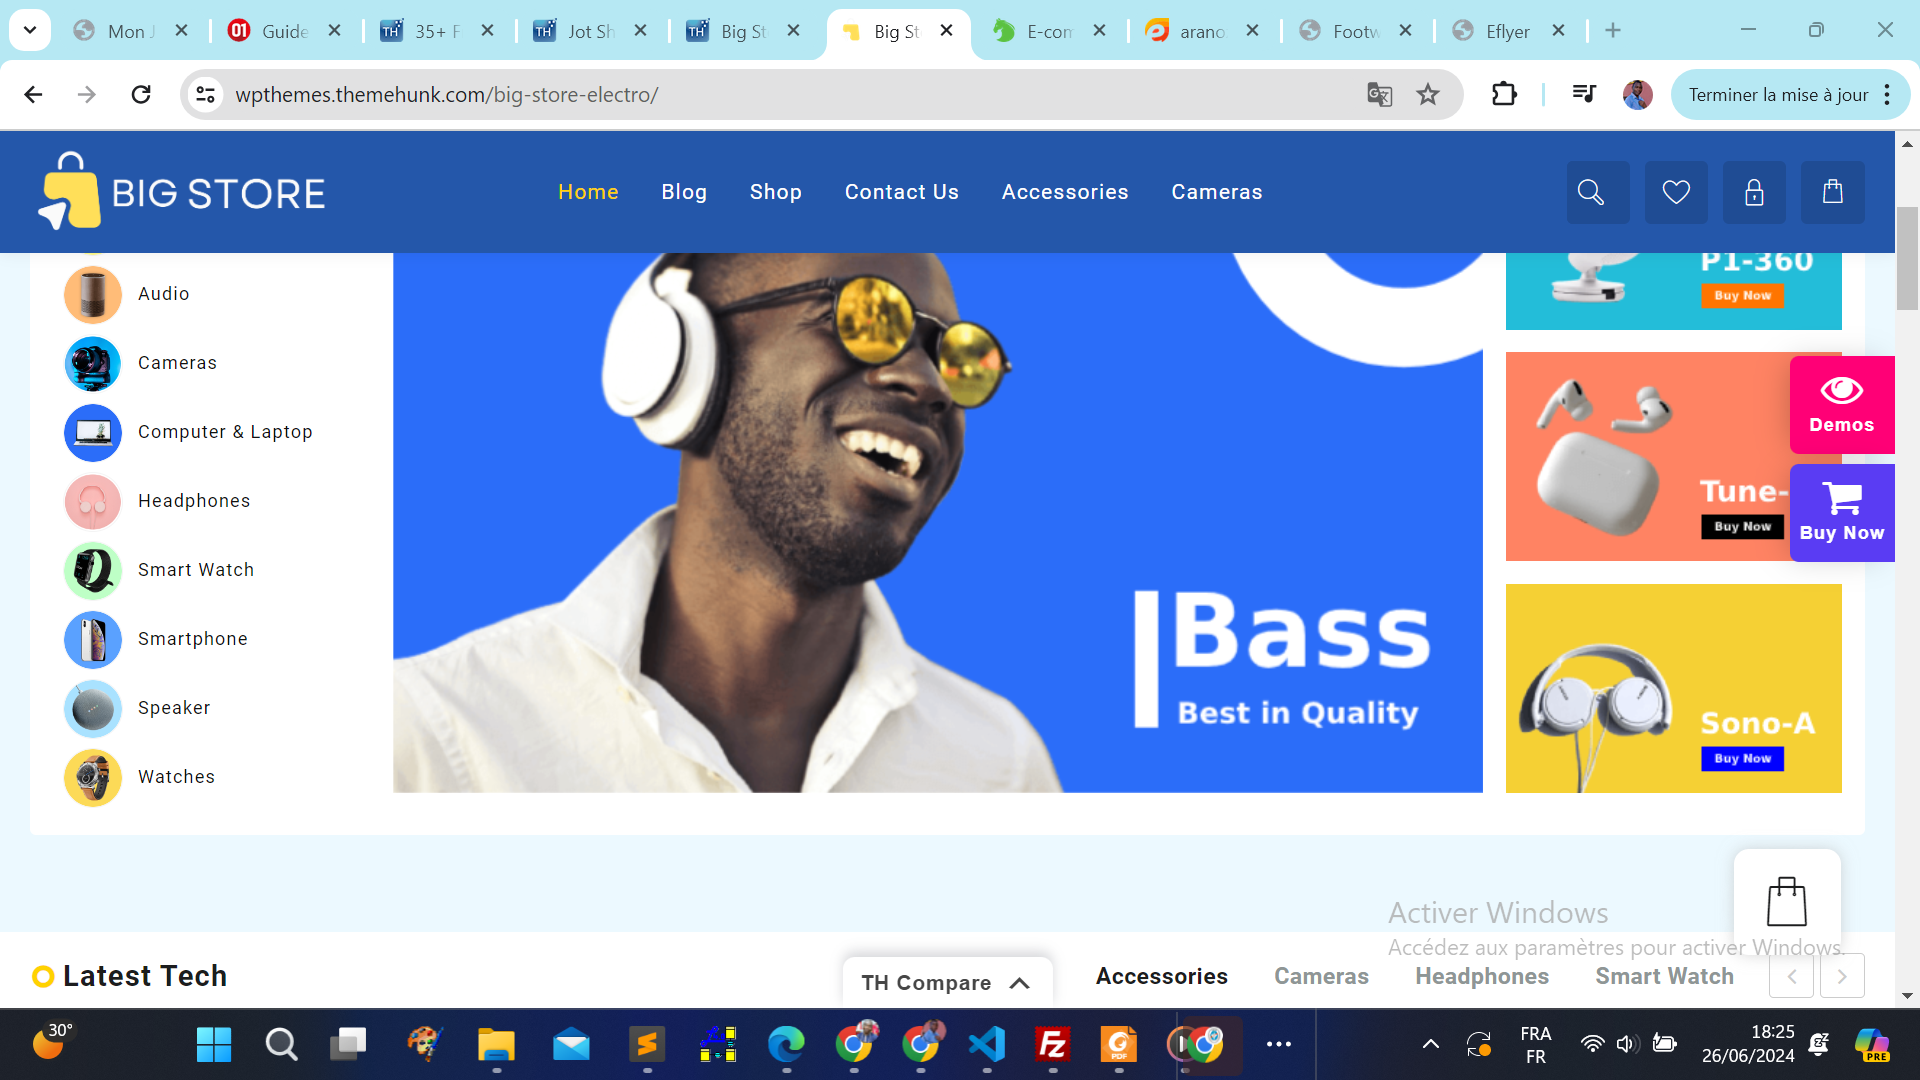 Mon J
Guide
35+ F
Jot Sh
Big St
Big St
E-com
arano
Footw
Eflyer
wpthemes.themehunk.com/big-store-electro/
Terminer la mise à jour
BIG STORE
Home
Blog
Shop
Contact Us
Accessories
Cameras
Audio
Cameras
Computer & Laptop
Headphones
Smart Watch
Smartphone
Speaker
Watches
Bass
Best in Quality
P1-360
Buy Now
Tune-
Buy Now
Sono-A
Buy Now
Demos
Buy Now
Activer Windows
Accédez aux paramètres pour activer Windows.
Latest Tech
TH Compare
Accessories
Cameras
Headphones
Smart Watch
30°
FRA
FR
18:25
26/06/2024
PRE